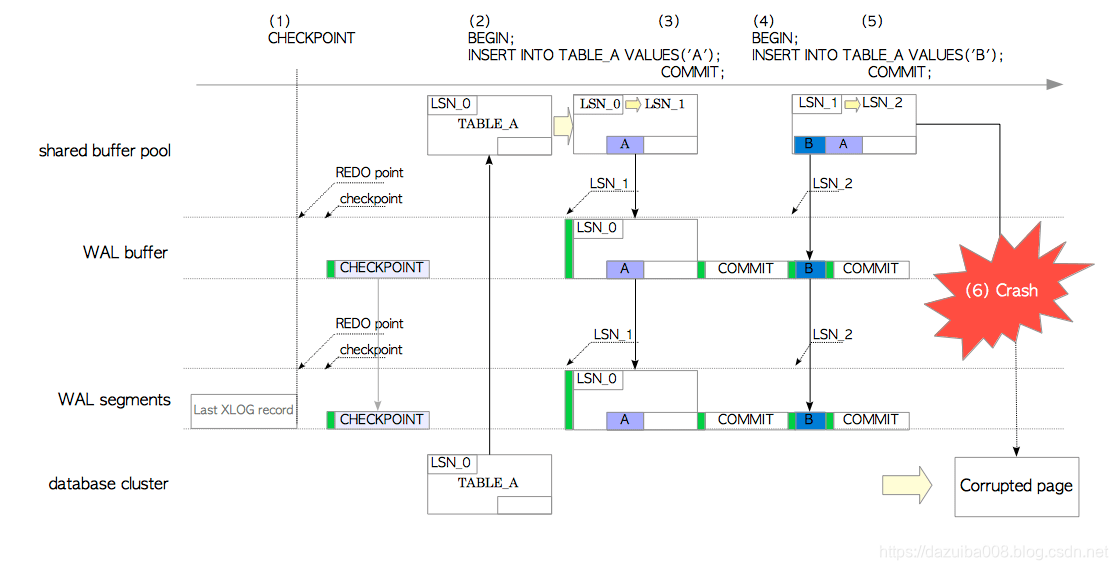 (1)
CHECKPOINT
(2)
BEGIN;
INSERT INTO TABLE_A VALUES('A');
(3)
COMMIT;
(4)
BEGIN;
INSERT INTO TABLE_A VALUES('B');
(5)
COMMIT;
shared buffer pool
LSN_0
TABLE_A
LSN_0 LSN_1
A
LSN_1 LSN_2
B A
REDO point
checkpoint
LSN_1
LSN_2
WAL buffer
CHECKPOINT
LSN_0
A
COMMIT
B
COMMIT
(6) Crash
REDO point
checkpoint
LSN_1
LSN_2
WAL segments
Last XLOG record
CHECKPOINT
LSN_0
A
COMMIT
B
COMMIT
database cluster
LSN_0
TABLE_A
Corrupted page
https://dazuiba008.blog.csdn.net